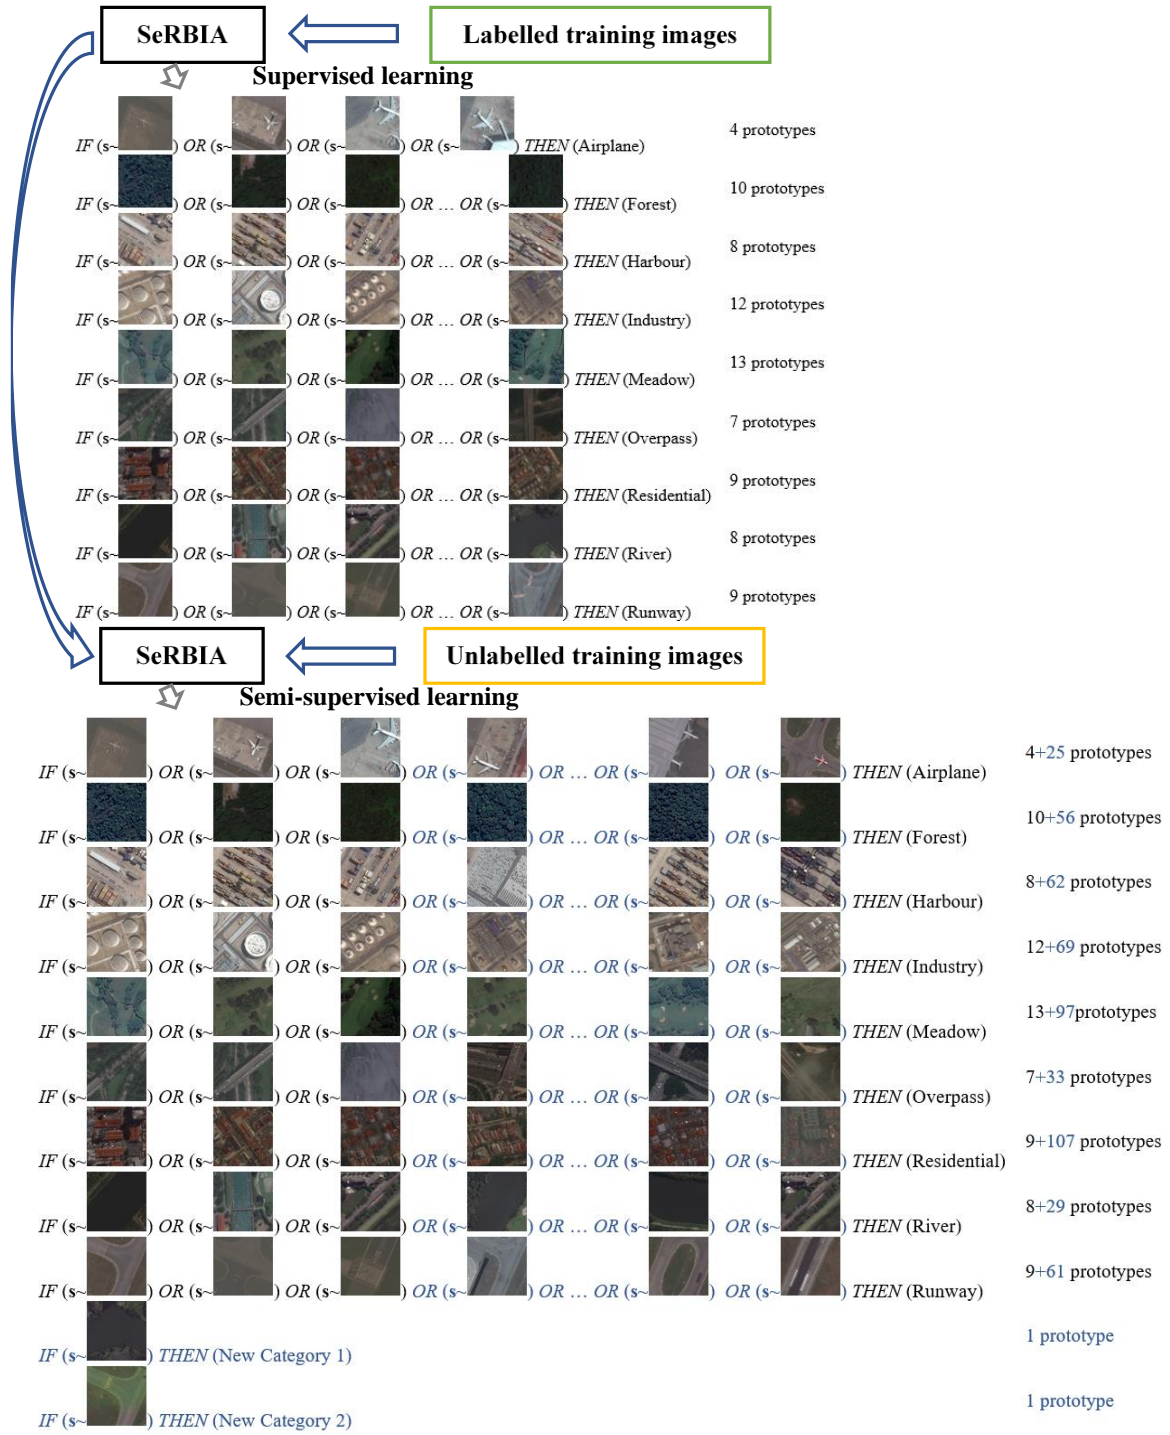 SeRBIA
Labelled training images
Supervised learning
IF (s~ ) OR (s~ ) OR (s~ ) OR (s~ ) THEN (Airplane) 4 prototypes
IF (s~ ) OR (s~ ) OR (s~ ) OR … OR (s~ ) THEN (Forest) 10 prototypes
IF (s~ ) OR (s~ ) OR (s~ ) OR … OR (s~ ) THEN (Harbour) 8 prototypes
IF (s~ ) OR (s~ ) OR (s~ ) OR … OR (s~ ) THEN (Industry) 12 prototypes
IF (s~ ) OR (s~ ) OR (s~ ) OR … OR (s~ ) THEN (Meadow) 13 prototypes
IF (s~ ) OR (s~ ) OR (s~ ) OR … OR (s~ ) THEN (Overpass) 7 prototypes
IF (s~ ) OR (s~ ) OR (s~ ) OR … OR (s~ ) THEN (Residential) 9 prototypes
IF (s~ ) OR (s~ ) OR (s~ ) OR … OR (s~ ) THEN (River) 8 prototypes
IF (s~ ) OR (s~ ) OR (s~ ) OR … OR (s~ ) THEN (Runway) 9 prototypes
SeRBIA
Unlabelled training images
Semi-supervised learning
IF (s~ ) OR (s~ ) OR (s~ ) OR (s~ ) OR … OR (s~ ) OR (s~ ) THEN (Airplane) 4+25 prototypes
IF (s~ ) OR (s~ ) OR (s~ ) OR (s~ ) OR … OR (s~ ) OR (s~ ) THEN (Forest) 10+56 prototypes
IF (s~ ) OR (s~ ) OR (s~ ) OR (s~ ) OR … OR (s~ ) OR (s~ ) THEN (Harbour) 8+62 prototypes
IF (s~ ) OR (s~ ) OR (s~ ) OR (s~ ) OR … OR (s~ ) OR (s~ ) THEN (Industry) 12+69 prototypes
IF (s~ ) OR (s~ ) OR (s~ ) OR (s~ ) OR … OR (s~ ) OR (s~ ) THEN (Meadow) 13+97prototypes
IF (s~ ) OR (s~ ) OR (s~ ) OR (s~ ) OR … OR (s~ ) OR (s~ ) THEN (Overpass) 7+33 prototypes
IF (s~ ) OR (s~ ) OR (s~ ) OR (s~ ) OR … OR (s~ ) OR (s~ ) THEN (Residential) 9+107 prototypes
IF (s~ ) OR (s~ ) OR (s~ ) OR (s~ ) OR … OR (s~ ) OR (s~ ) THEN (River) 8+29 prototypes
IF (s~ ) OR (s~ ) OR (s~ ) OR (s~ ) OR … OR (s~ ) OR (s~ ) THEN (Runway) 9+61 prototypes
IF (s~ ) THEN (New Category 1) 1 prototype
IF (s~ ) THEN (New Category 2) 1 prototype